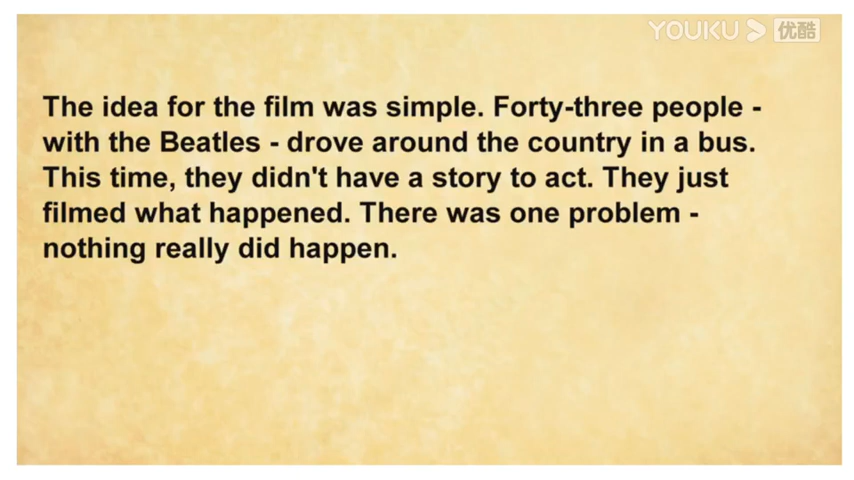 YOUKU 优酷
The idea for the film was simple. Forty-three people -
with the Beatles - drove around the country in a bus.
This time, they didn't have a story to act. They just
filmed what happened. There was one problem -
nothing really did happen.